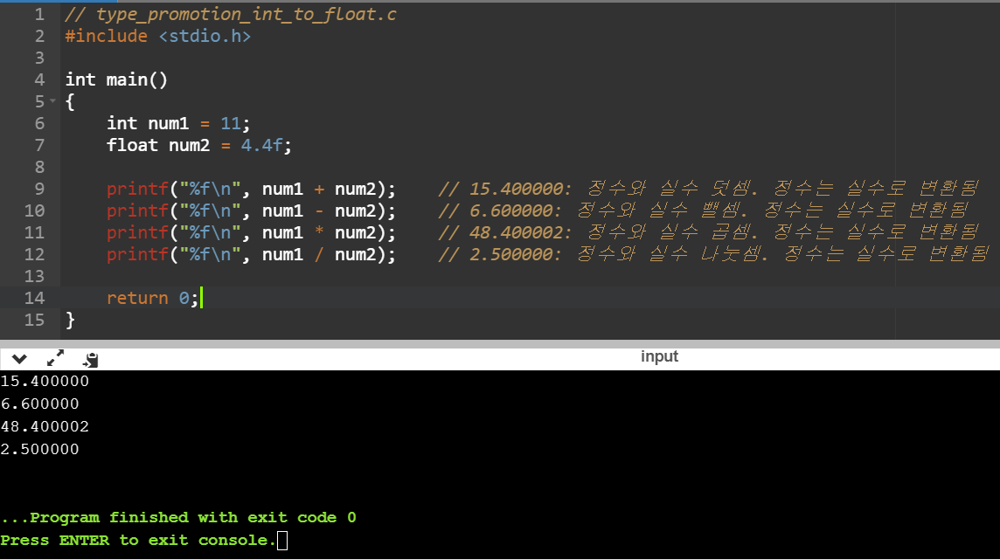 1 // type_promotion_int_to_float.c
2 #include <stdio.h>
3
4 int main()
5 {
6     int num1 = 11;
7     float num2 = 4.4f;
8
9     printf("%f\n", num1 + num2);    // 15.400000: 정수와 실수 덧셈. 정수는 실수로 변환됨
10     printf("%f\n", num1 - num2);    // 6.600000: 정수와 실수 뺄셈. 정수는 실수로 변환됨
11     printf("%f\n", num1 * num2);    // 48.400002: 정수와 실수 곱셈. 정수는 실수로 변환됨
12     printf("%f\n", num1 / num2);    // 2.500000: 정수와 실수 나눗셈. 정수는 실수로 변환됨
13
14     return 0;
15 }
input
15.400000
6.600000
48.400002
2.500000
...Program finished with exit code 0
Press ENTER to exit console.